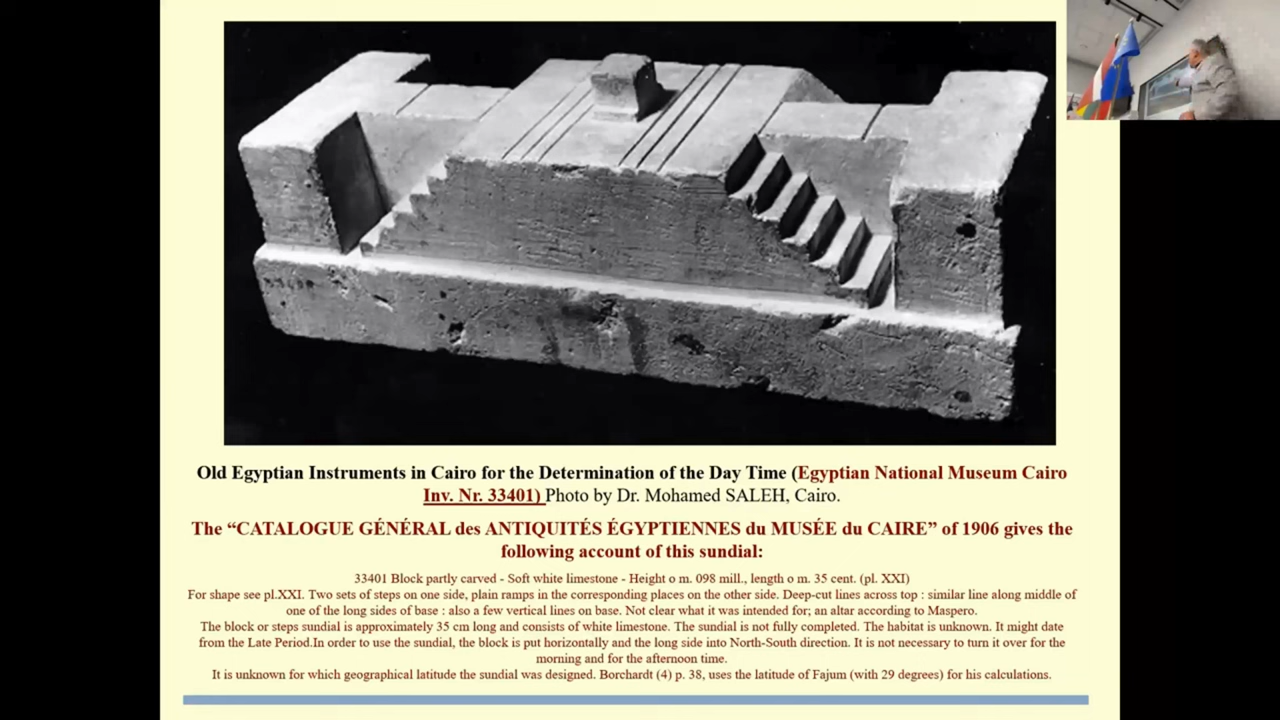 Old Egyptian Instruments in Cairo for the Determination of the Day Time (Egyptian National Museum Cairo
Inv. Nr. 33401) Photo by Dr. Mohamed SALEH, Cairo.
The “CATALOGUE GÉNÉRAL des ANTIQUITÉS ÉGYPTIENNES du MUSÉE du CAIRE” of 1906 gives the
following account of this sundial:
33401 Block partly carved - Soft white limestone - Height o m. 098 mill., length o m. 35 cent. (pl. XXI)
For shape see pl.XXI. Two sets of steps on one side, plain ramps in the corresponding places on the other side. Deep-cut lines across top : similar line along middle of
one of the long sides of base : also a few vertical lines on base. Not clear what it was intended for; an altar according to Maspero.
The block or steps sundial is approximately 35 cm long and consists of white limestone. The sundial is not fully completed. The habitat is unknown. It might date
from the Late Period.In order to use the sundial, the block is put horizontally and the long side into North-South direction. It is not necessary to turn it over for the
morning and for the afternoon time.
It is unknown for which geographical latitude the sundial was designed. Borchardt (4) p. 38, uses the latitude of Fajum (with 29 degrees) for his calculations.